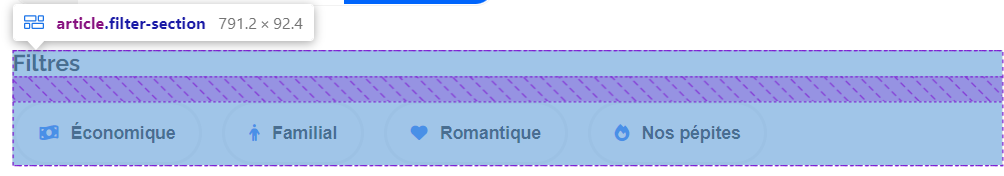 article.filter-section 791.2 × 92.4
Filtres
Économique Familial Romantique Nos pépites